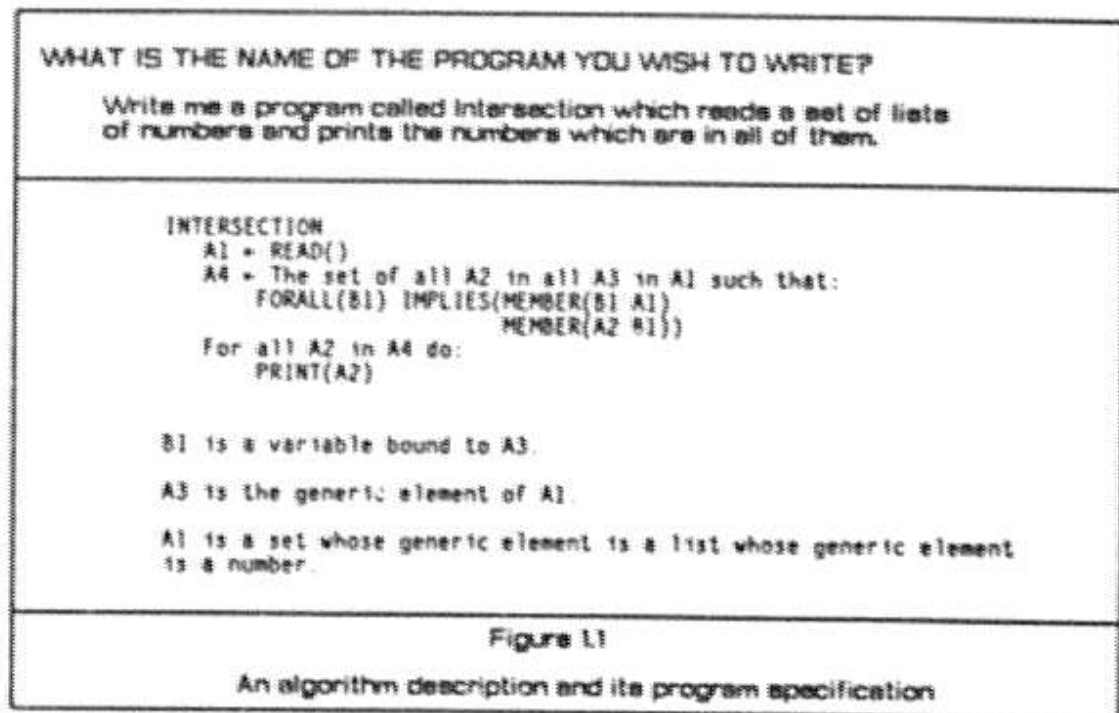 WHAT IS THE NAME OF THE PROGRAM YOU WISH TO WRITE?
Write me a program called Intersection which reads a set of lists
of numbers and prints the numbers which are in all of them.
INTERSECTION
A1 ← READ()
A4 ← The set of all A2 in all A3 in A1 such that:
FORALL(B1) IMPLIES(MEMBER(B1 A1)
MEMBER(A2 B1))
For all A2 in A4 do:
PRINT(A2)
B1 is a variable bound to A3.
A3 is the generic element of A1.
A1 is a set whose generic element is a list whose generic element
is a number.
Figure 1.1
An algorithm description and its program specification